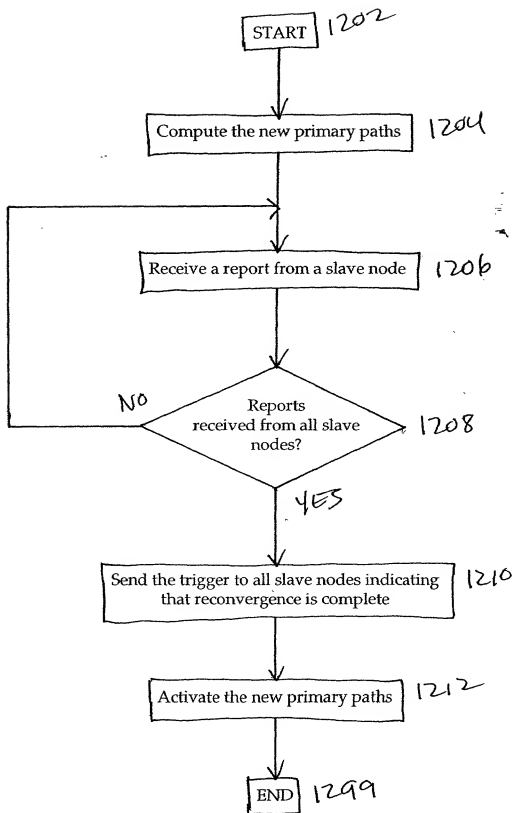 START 1202
Compute the new primary paths 1204
Receive a report from a slave node 1206
NO
Reports
received from all slave
nodes?
1208
YES
Send the trigger to all slave nodes indicating
that reconvergence is complete
1210
Activate the new primary paths 1212
END 1299